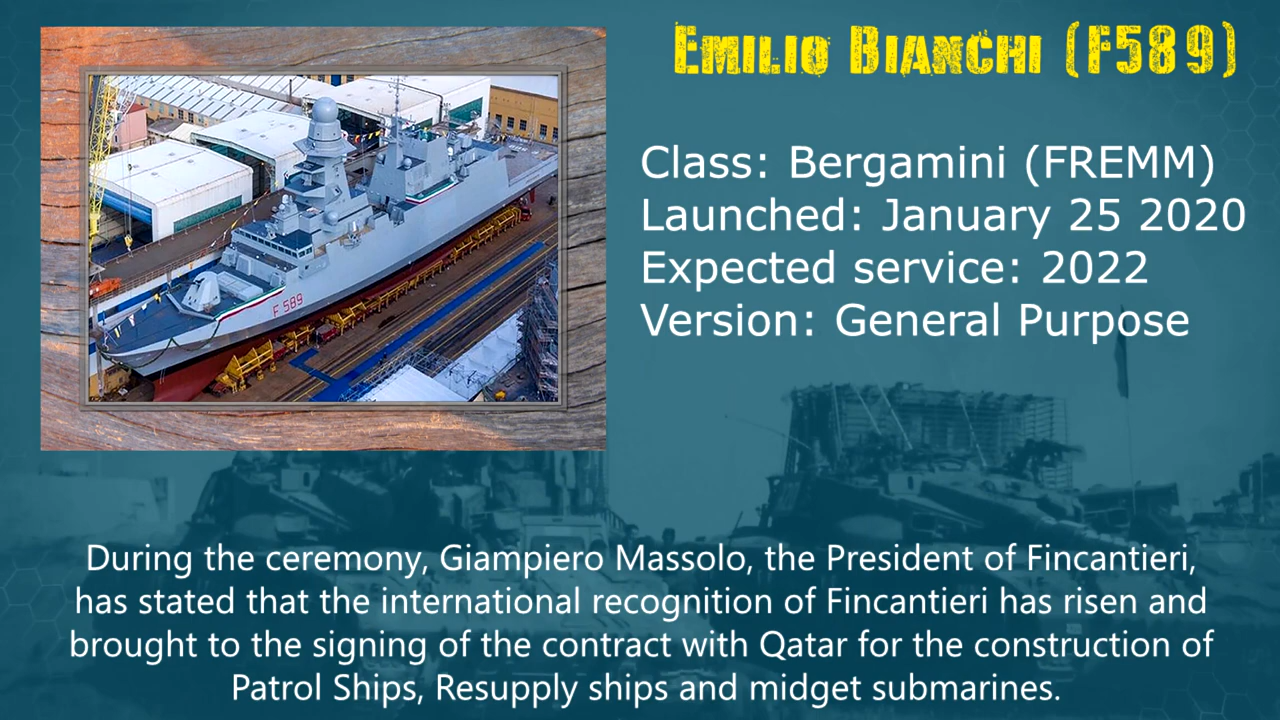 Emilio Bianchi (F589)
Class: Bergamini (FREMM)
Launched: January 25 2020
Expected service: 2022
Version: General Purpose
F 589
During the ceremony, Giampiero Massolo, the President of Fincantieri,
has stated that the international recognition of Fincantieri has risen and
brought to the signing of the contract with Qatar for the construction of
Patrol Ships, Resupply ships and midget submarines.